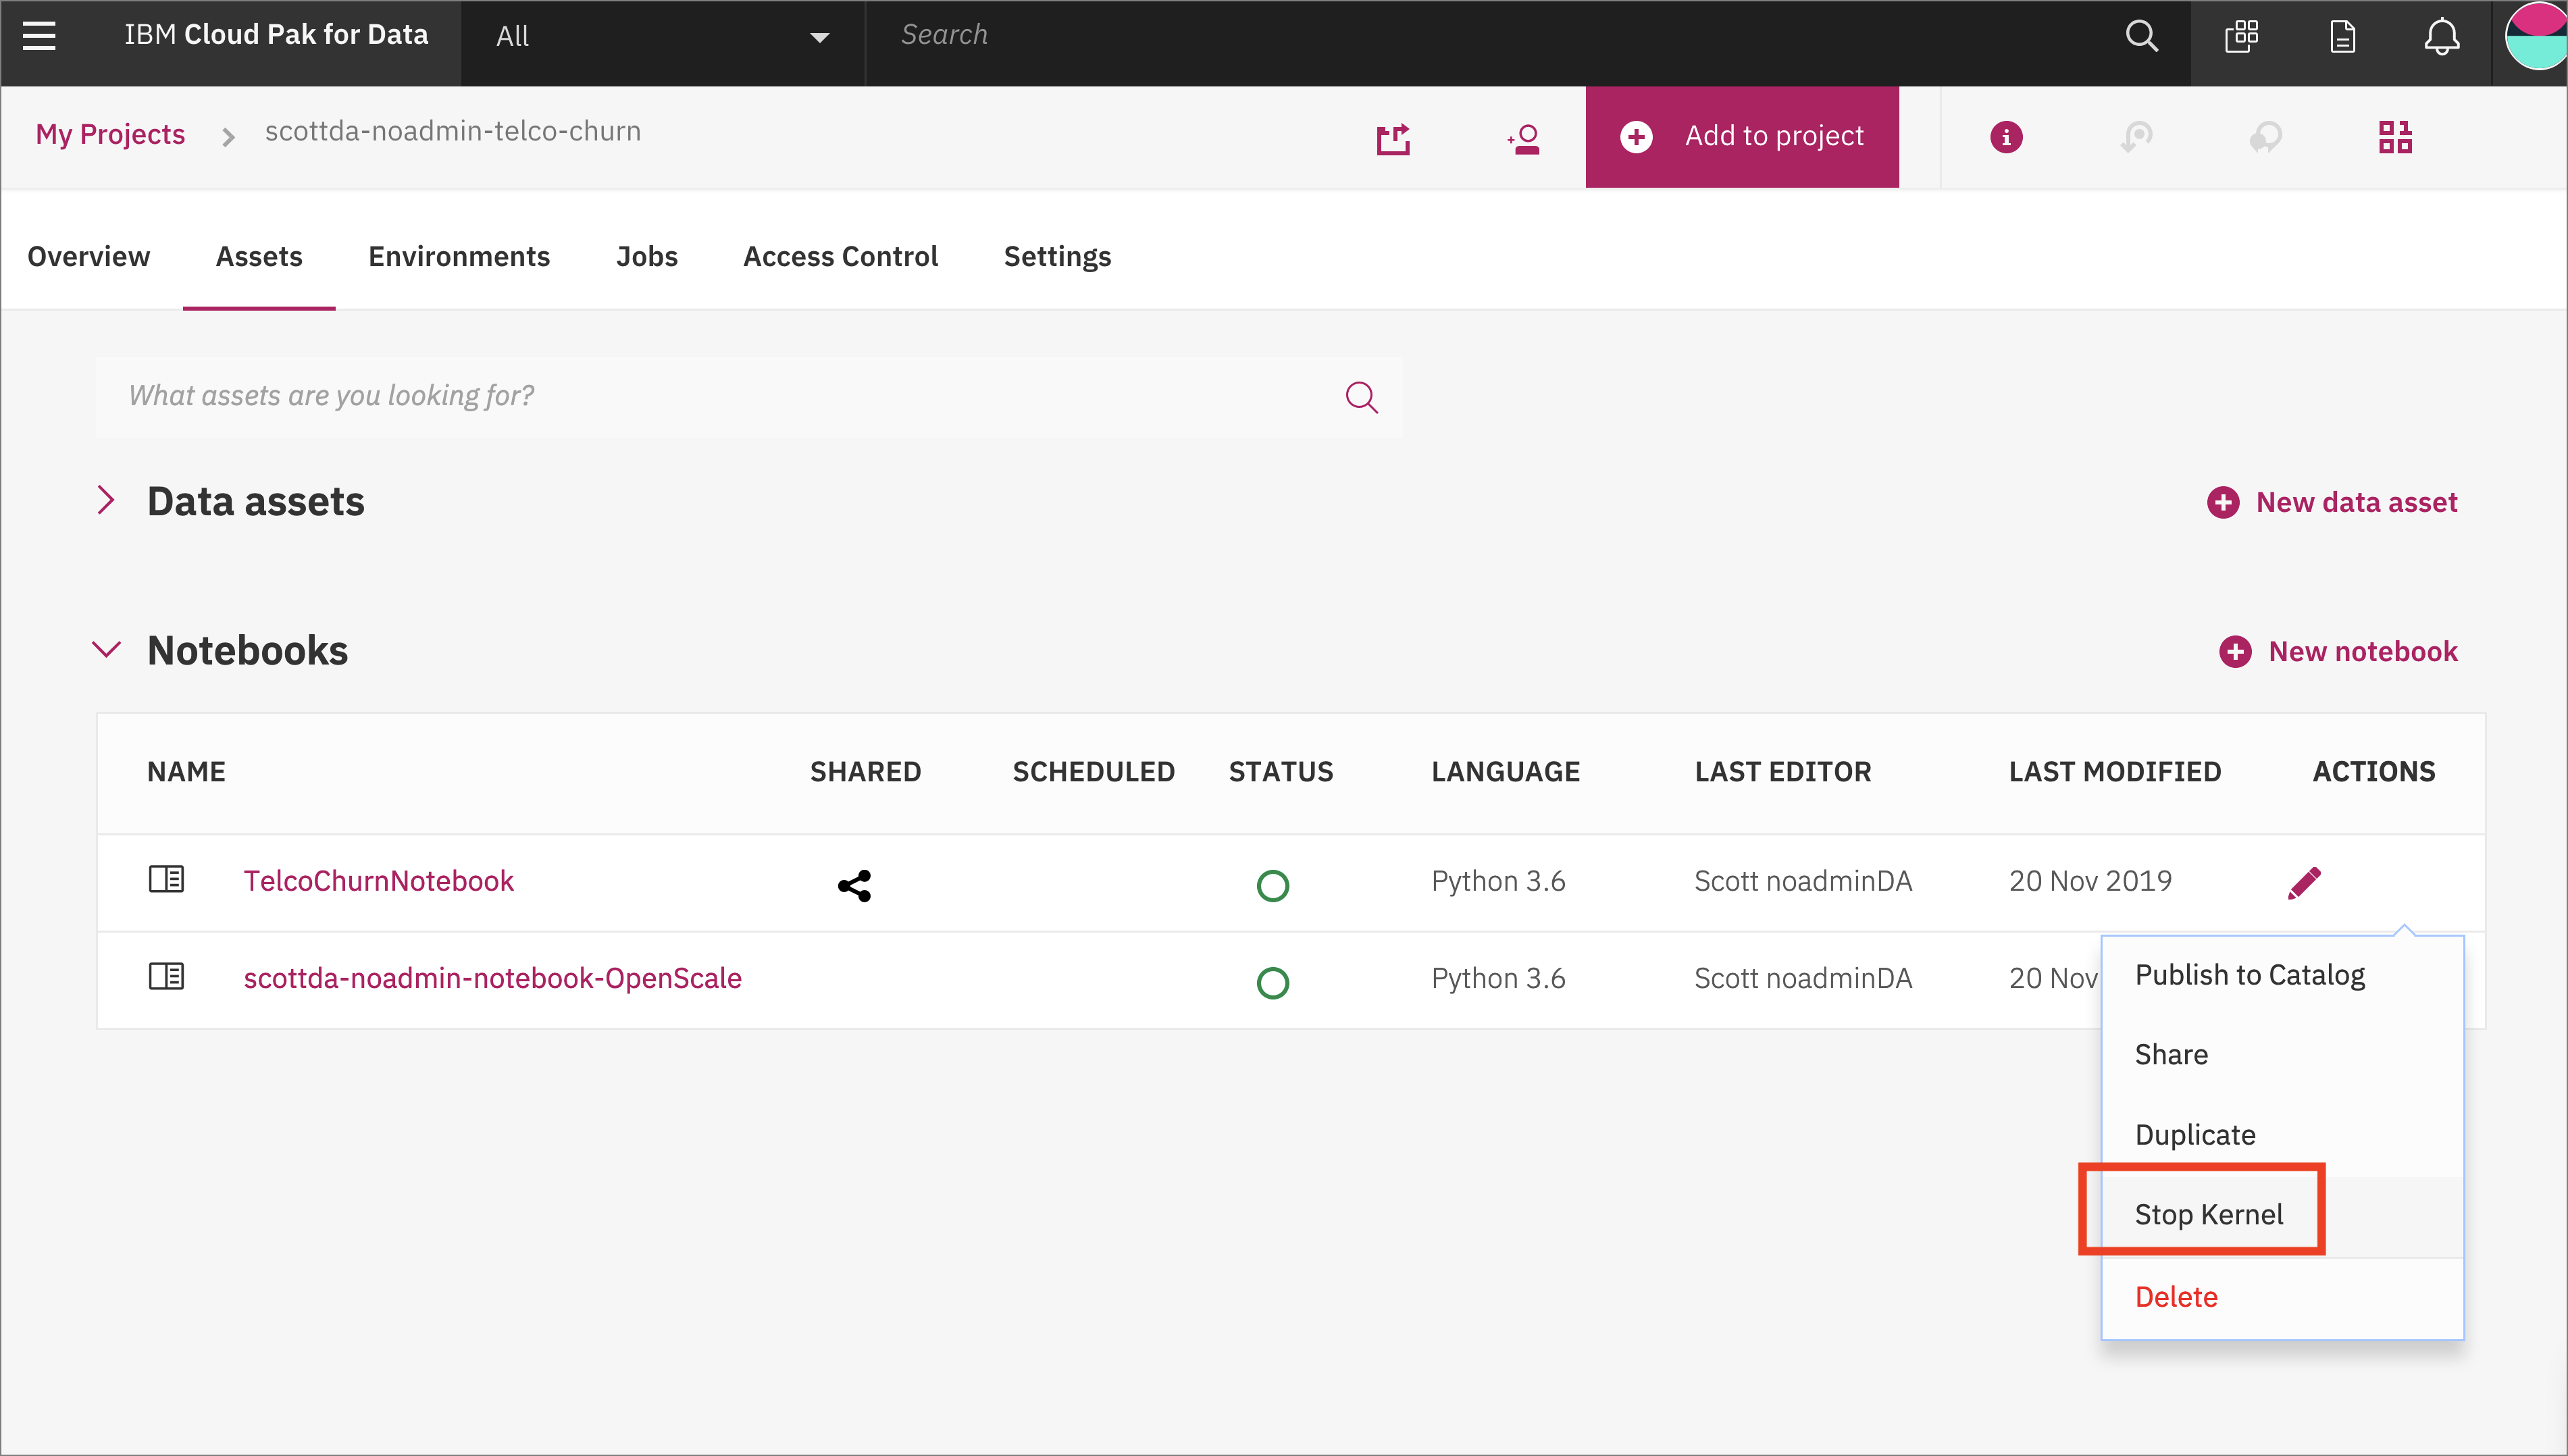 IBM Cloud Pak for Data All Search
My Projects scottda-noadmin-telco-churn Add to project
Overview Assets Environments Jobs Access Control Settings
What assets are you looking for?
Data assets New data asset
Notebooks New notebook
NAME SHARED SCHEDULED STATUS LANGUAGE LAST EDITOR LAST MODIFIED ACTIONS
TelcoChurnNotebook Python 3.6 Scott noadminDA 20 Nov 2019
scottda-noadmin-notebook-OpenScale Python 3.6 Scott noadminDA 20 Nov
Publish to Catalog
Share
Duplicate
Stop Kernel
Delete